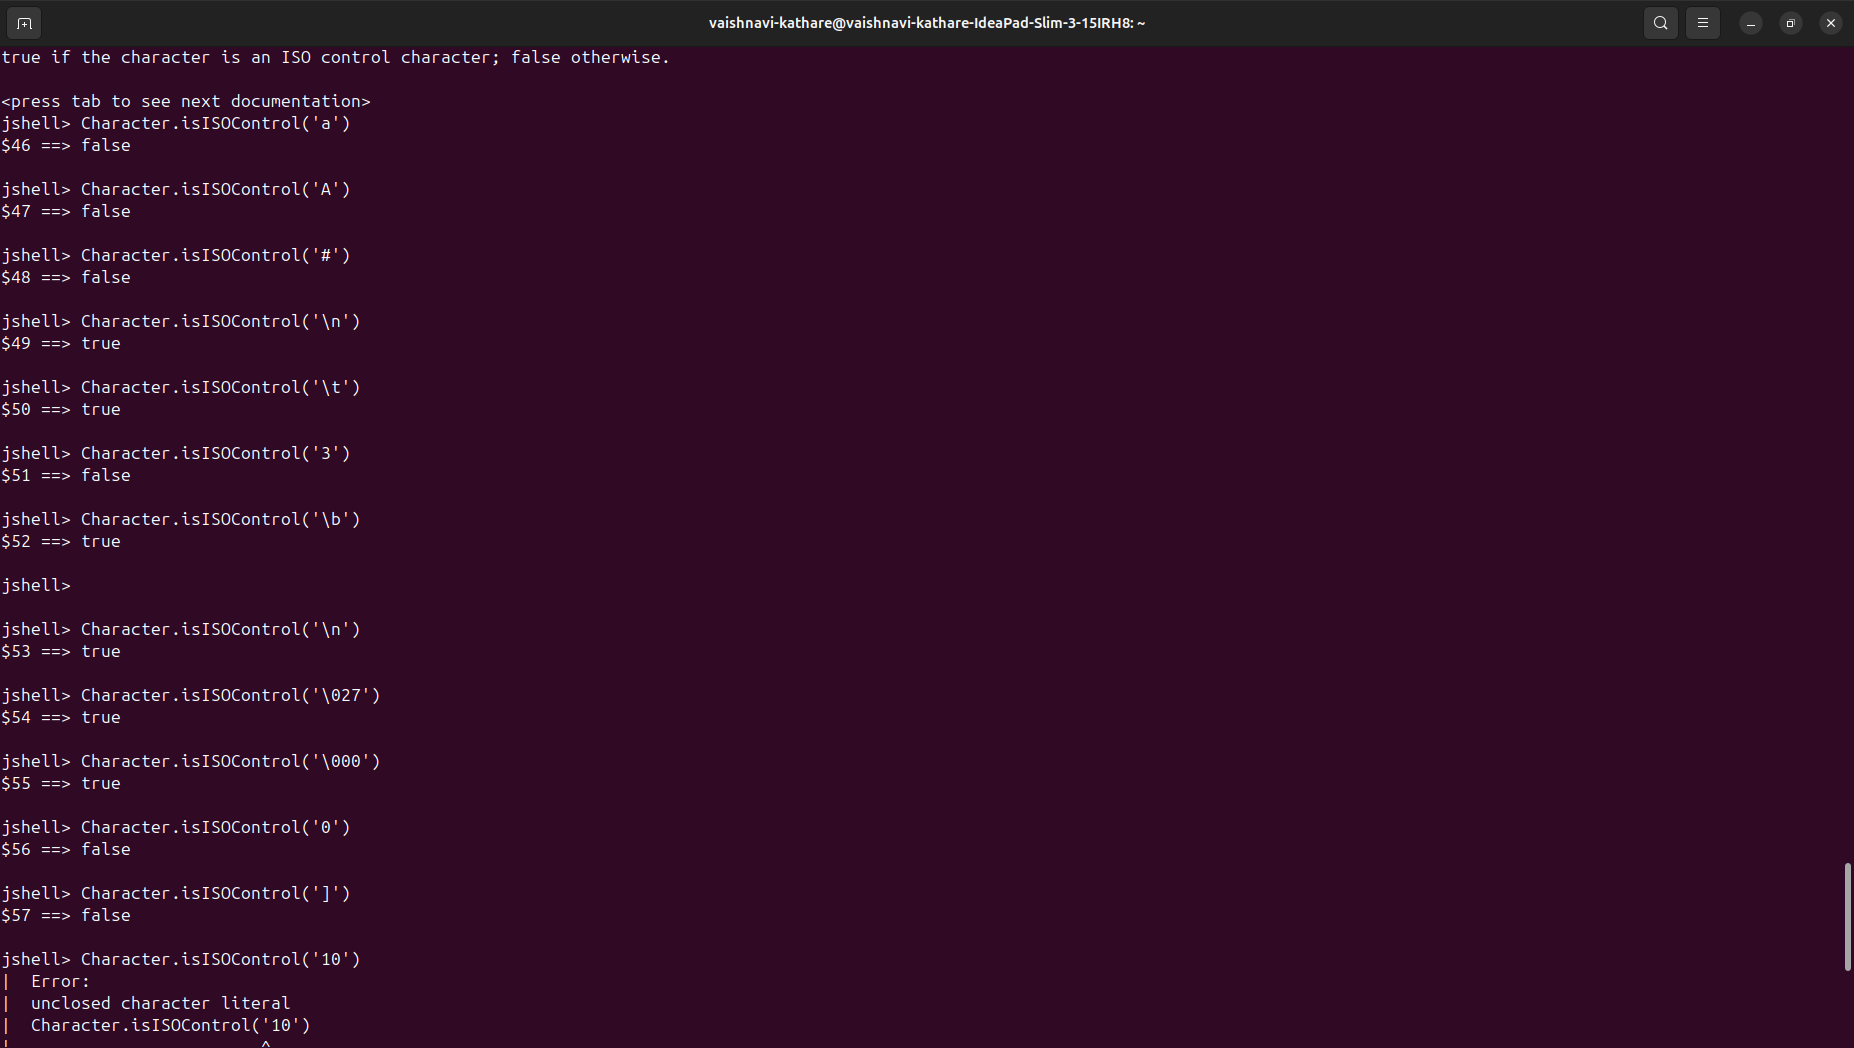 vaishnavi-kathare@vaishnavi-kathare-IdeaPad-Slim-3-15IRH8: ~
true if the character is an ISO control character; false otherwise.
<press tab to see next documentation>
jshell> Character.isISOControl('a')
$46 ==> false
jshell> Character.isISOControl('A')
$47 ==> false
jshell> Character.isISOControl('#')
$48 ==> false
jshell> Character.isISOControl('\n')
$49 ==> true
jshell> Character.isISOControl('\t')
$50 ==> true
jshell> Character.isISOControl('3')
$51 ==> false
jshell> Character.isISOControl('\b')
$52 ==> true
jshell>
jshell> Character.isISOControl('\n')
$53 ==> true
jshell> Character.isISOControl('\027')
$54 ==> true
jshell> Character.isISOControl('\000')
$55 ==> true
jshell> Character.isISOControl('0')
$56 ==> false
jshell> Character.isISOControl(']')
$57 ==> false
jshell> Character.isISOControl('10')
|  Error:
|  unclosed character literal
|  Character.isISOControl('10')
|                         ^